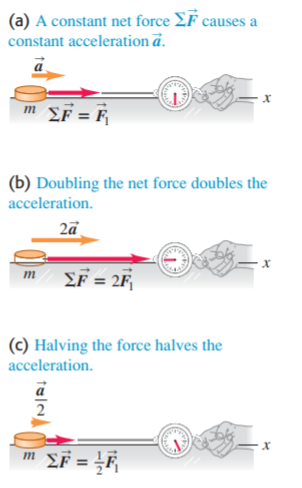 (a) A constant net force ΣF⃗ causes a
constant acceleration a⃗.
a⃗
m
ΣF⃗ = F⃗₁
x
(b) Doubling the net force doubles the
acceleration.
2a⃗
m
ΣF⃗ = 2F⃗₁
x
(c) Halving the force halves the
acceleration.
a⃗/2
m
ΣF⃗ = ½F⃗₁
x